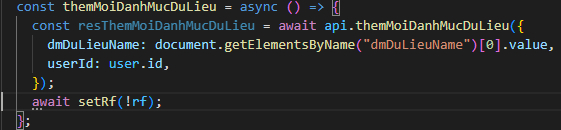 const themMoiDanhMucDuLieu = async () => {
const resThemMoiDanhMucDuLieu = await api.themMoiDanhMucDuLieu({
dmDuLieuName: document.getElementsByName("dmDuLieuName")[0].value,
userId: user.id,
});
await setRf(!rf);
};